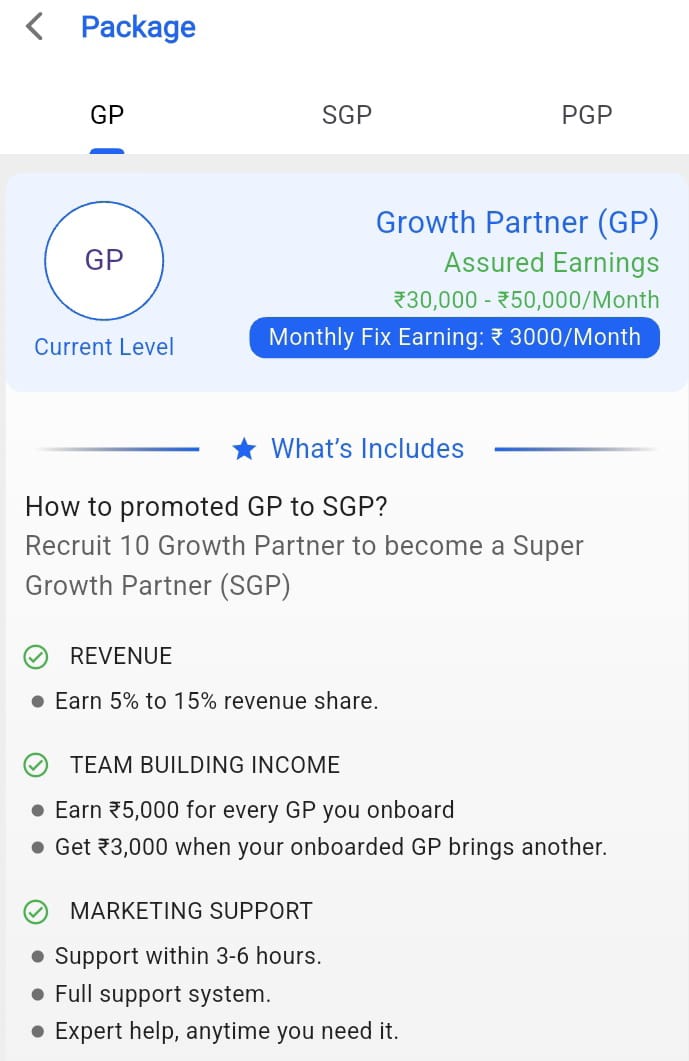 Package
GP SGP PGP
GP
Current Level
Growth Partner (GP)
Assured Earnings
₹30,000 - ₹50,000/Month
Monthly Fix Earning: ₹ 3000/Month
What’s Includes
How to promoted GP to SGP?
Recruit 10 Growth Partner to become a Super
Growth Partner (SGP)
REVENUE
Earn 5% to 15% revenue share.
TEAM BUILDING INCOME
Earn ₹5,000 for every GP you onboard
Get ₹3,000 when your onboarded GP brings another.
MARKETING SUPPORT
Support within 3-6 hours.
Full support system.
Expert help, anytime you need it.